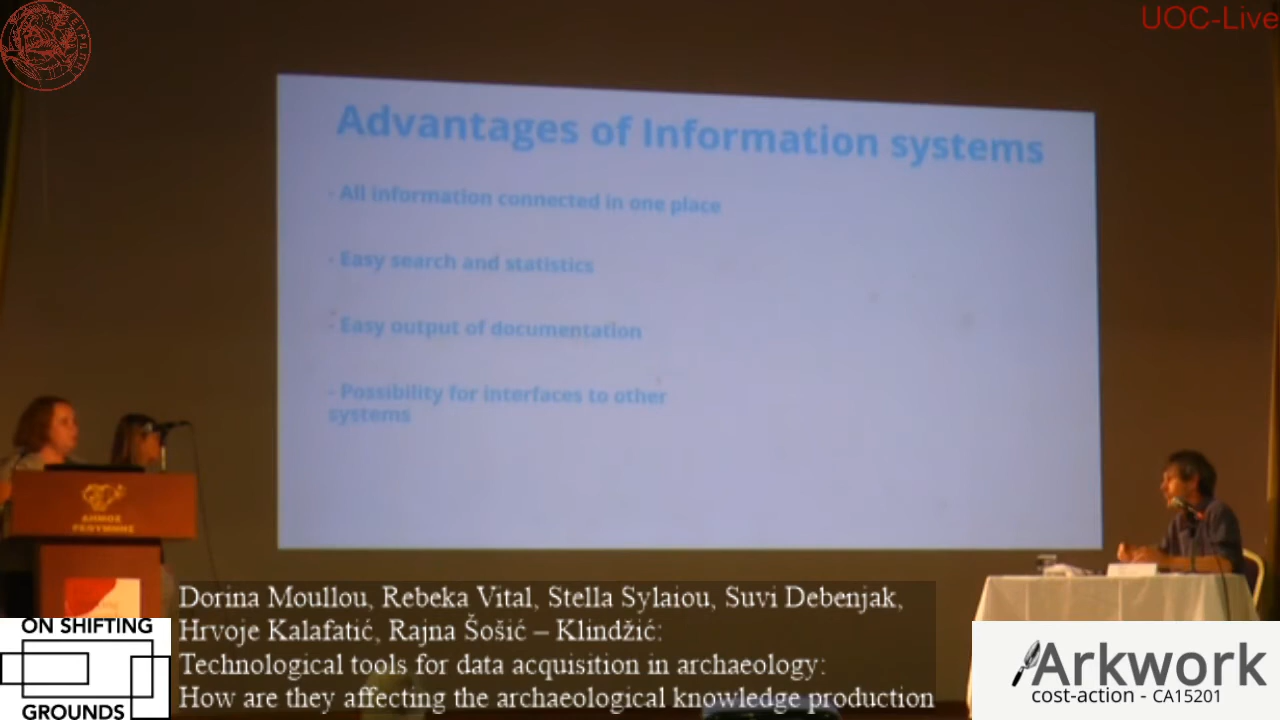 UOC-Live
Advantages of Information systems
- All information connected in one place
- Easy search and statistics
- Easy output of documentation
- Possibility for interfaces to other
systems
ΔΗΜΟΣ
ΡΕΘΥΜΝΗΣ
Dorina Moullou, Rebeka Vital, Stella Sylaiou, Suvi Debenjak,
Hrvoje Kalafatić, Rajna Šošić – Klindžić:
Technological tools for data acquisition in archaeology:
How are they affecting the archaeological knowledge production
ON SHIFTING
GROUNDS
Arkwork
cost-action - CA15201